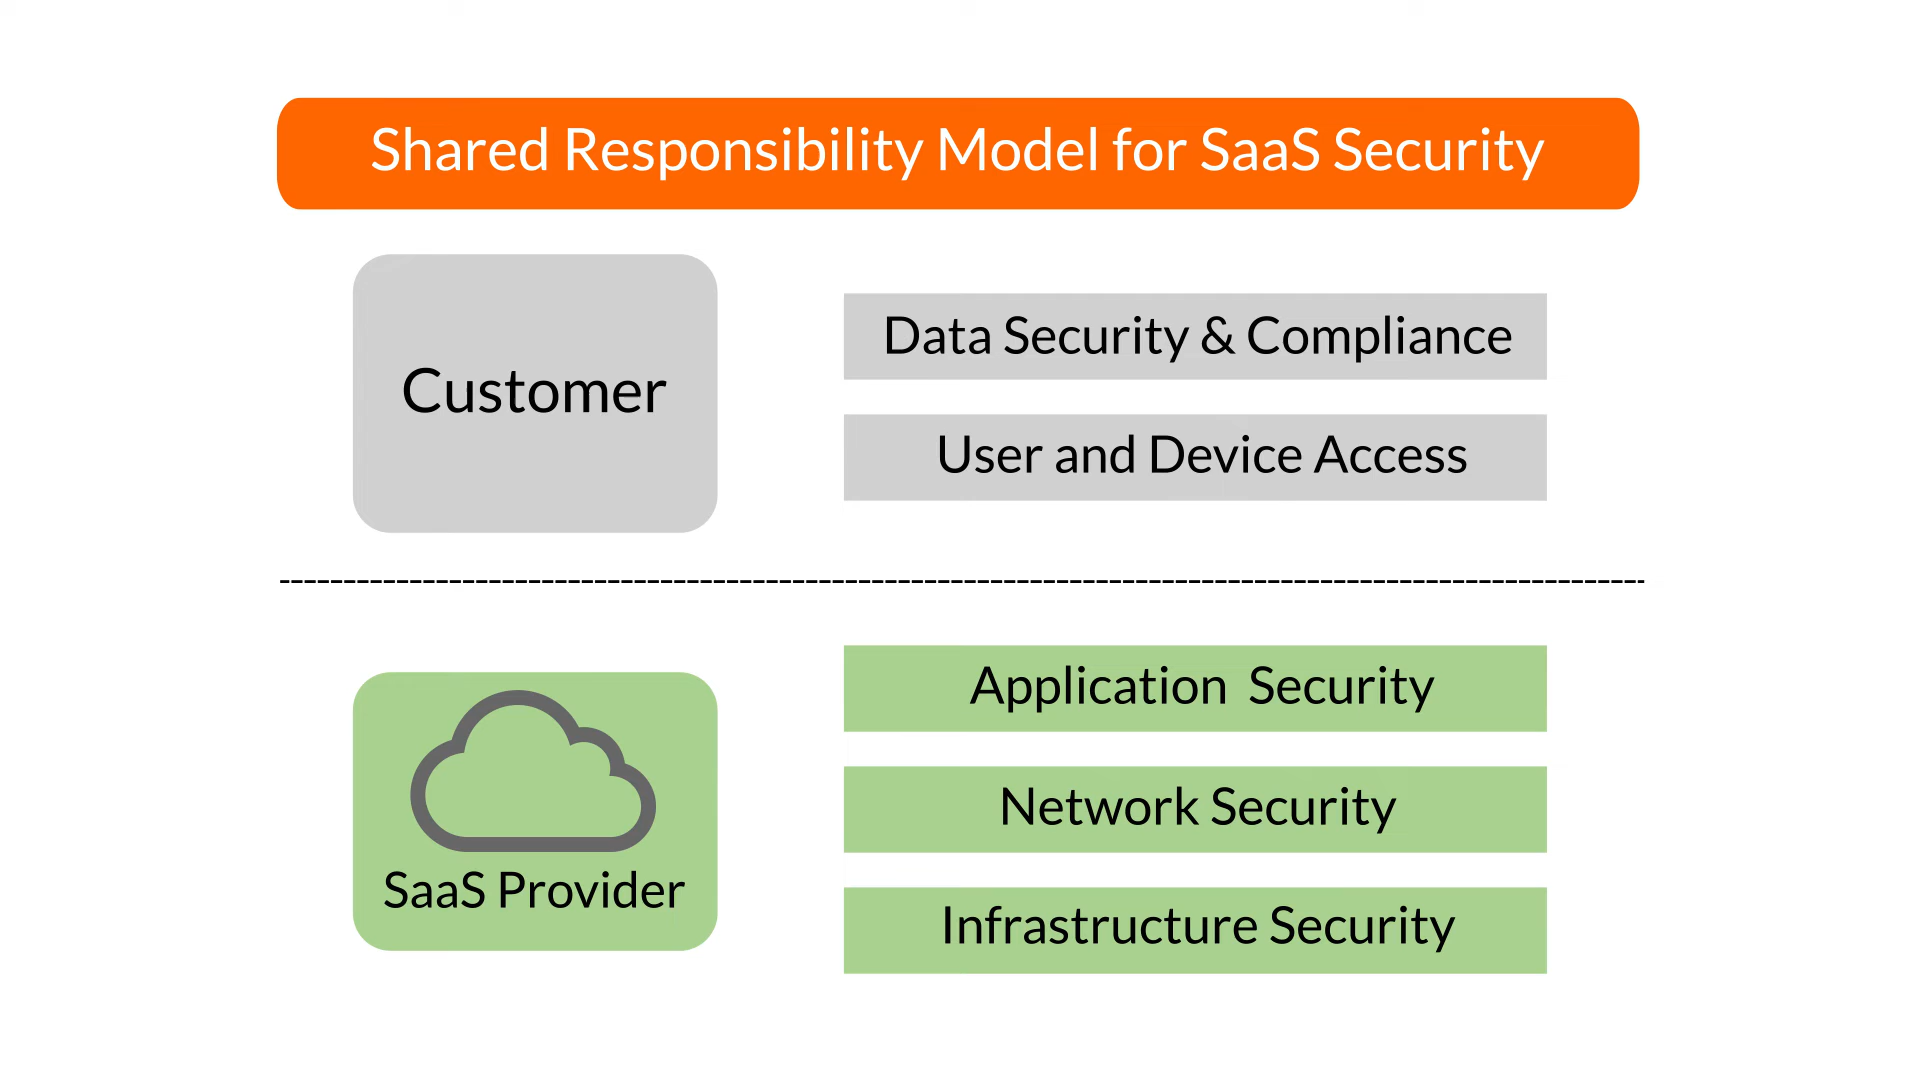 Shared Responsibility Model for SaaS Security
Customer
Data Security & Compliance
User and Device Access
SaaS Provider
Application Security
Network Security
Infrastructure Security